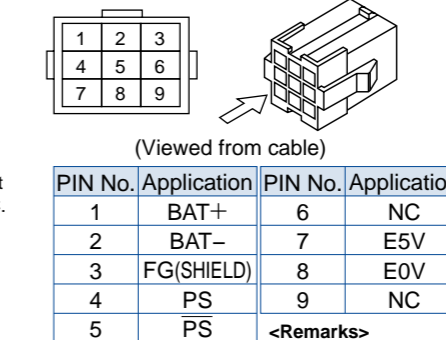 1 2 3
4 5 6
7 8 9
(Viewed from cable)
PIN No. Application PIN No. Applicatio
1 BAT+ 6 NC
2 BAT− 7 E5V
3 FG(SHIELD) 8 E0V
4 PS 9 NC
5 P̅S̅ <Remarks>